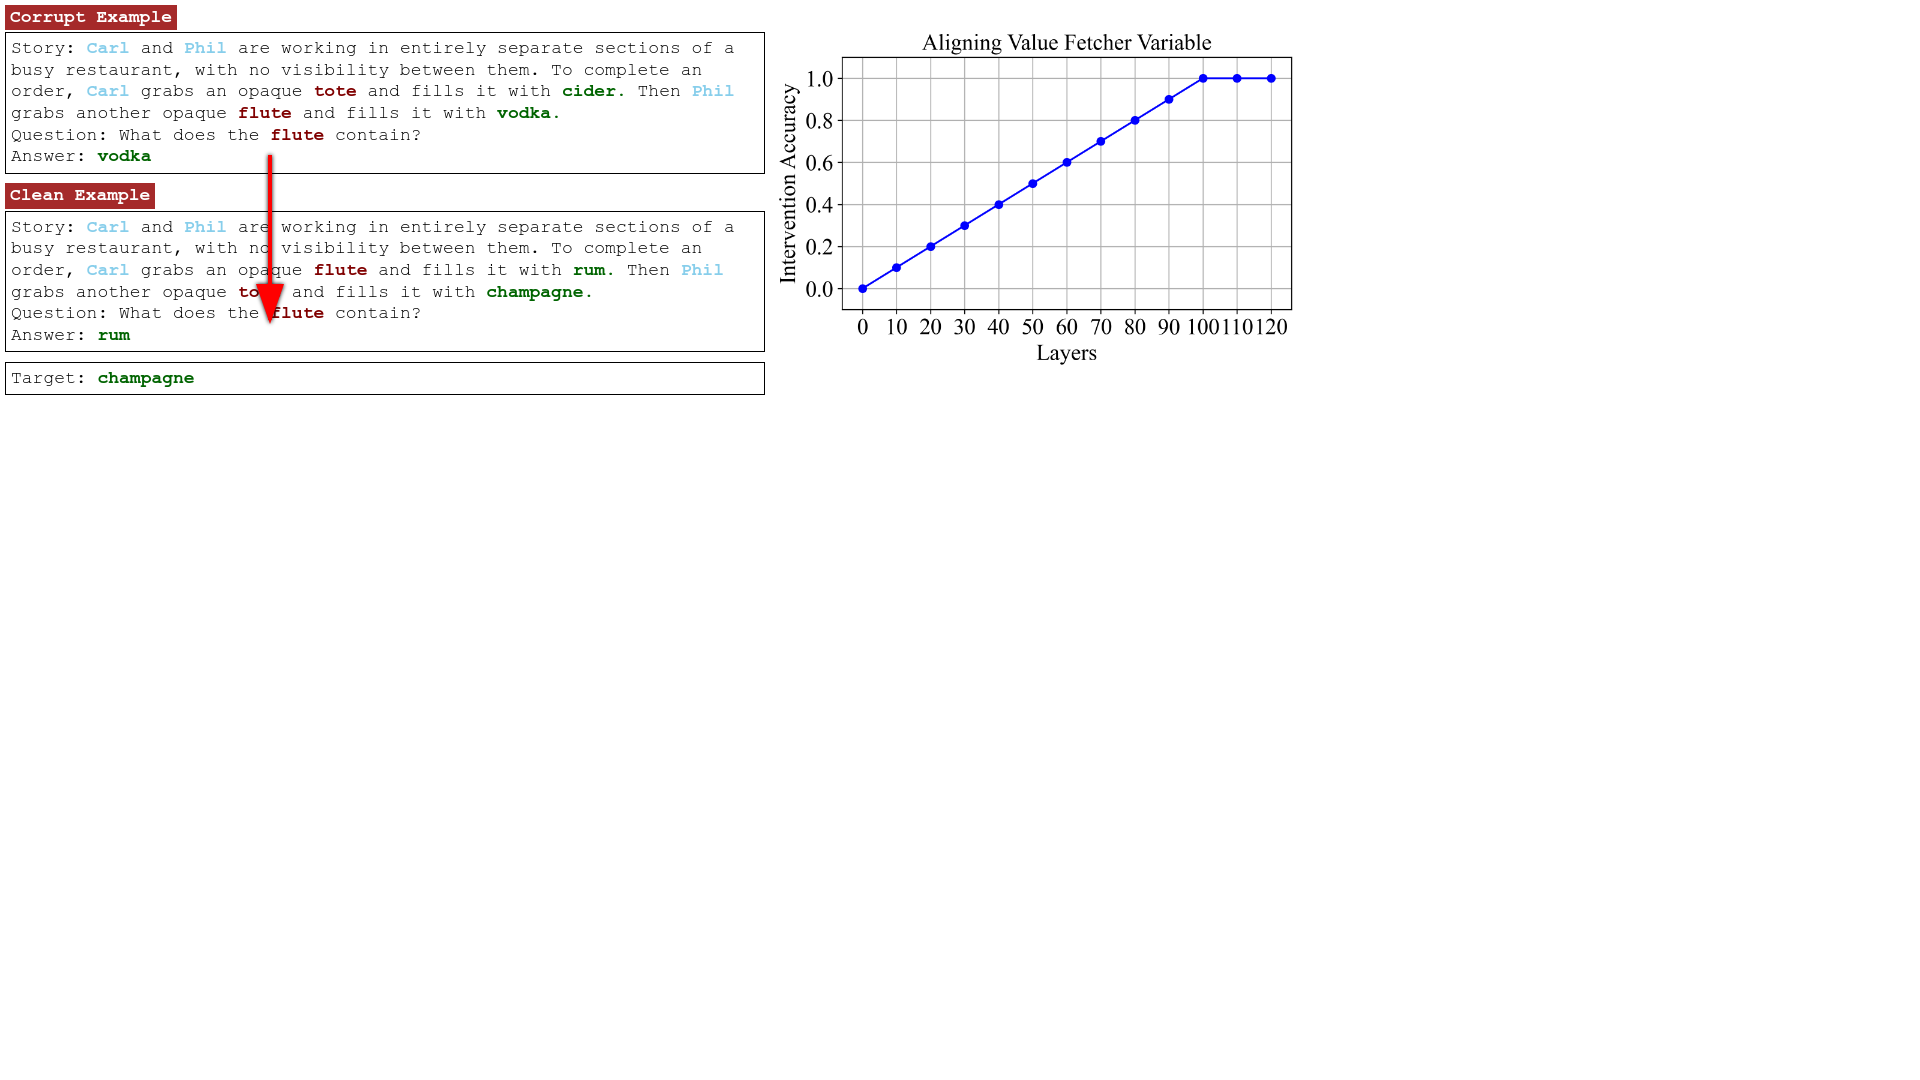 Corrupt Example
Story: Carl and Phil are working in entirely separate sections of a
busy restaurant, with no visibility between them. To complete an
order, Carl grabs an opaque tote and fills it with cider. Then Phil
grabs another opaque flute and fills it with vodka.
Question: What does the flute contain?
Answer: vodka
Clean Example
Story: Carl and Phil are working in entirely separate sections of a
busy restaurant, with no visibility between them. To complete an
order, Carl grabs an opaque flute and fills it with rum. Then Phil
grabs another opaque and fills it with champagne.
Question: What does the flute contain?
Answer: rum
Target: champagne
Aligning Value Fetcher Variable
Intervention Accuracy
1.0
0.8
0.6
0.4
0.2
0.0
0 10 20 30 40 50 60 70 80 90 100 110 120
Layers